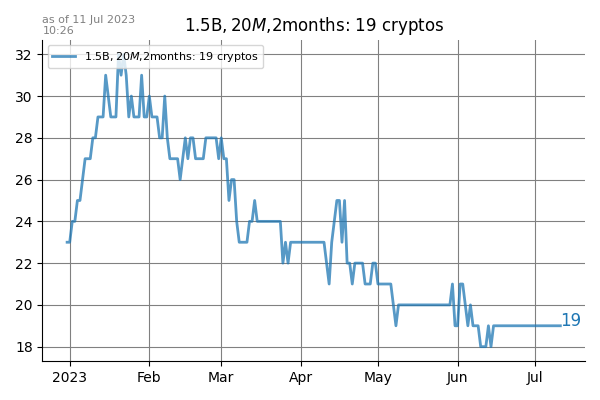 as of 11 Jul 2023
10:26
1.5B, 20M,2months: 19 cryptos
1.5B, 20M,2months: 19 cryptos
32
30
28
26
24
22
20
18
19
2023 Feb Mar Apr May Jun Jul